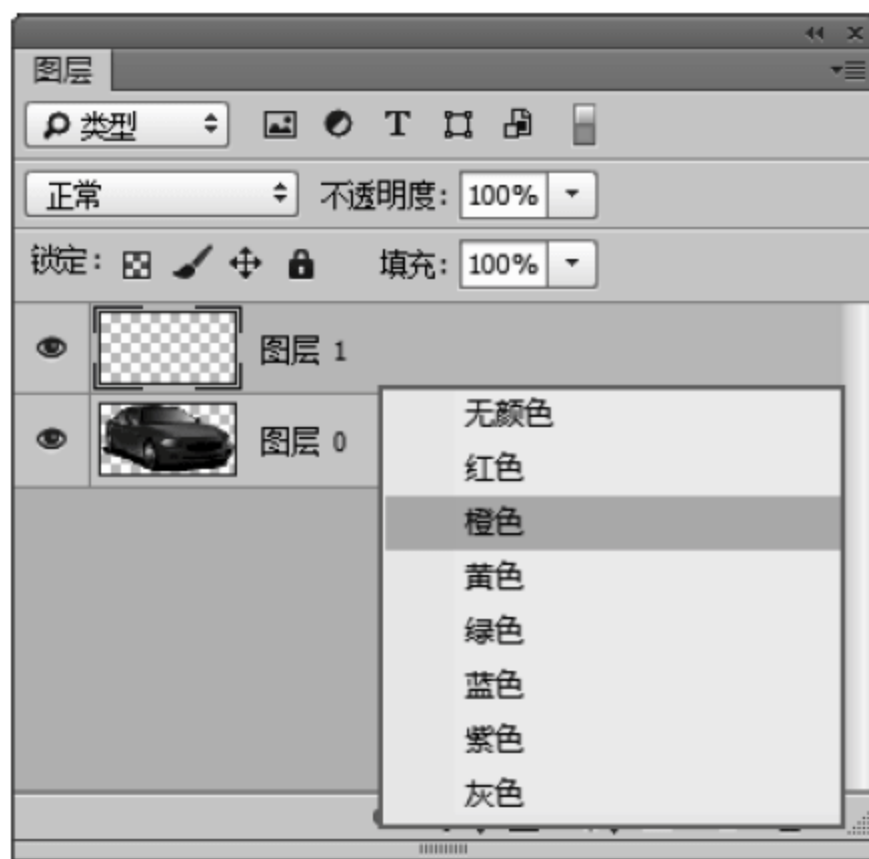 图层
类型
T
正常 不透明度: 100%
锁定: 填充: 100%
图层 1
图层 0
无颜色
红色
橙色
黄色
绿色
蓝色
紫色
灰色